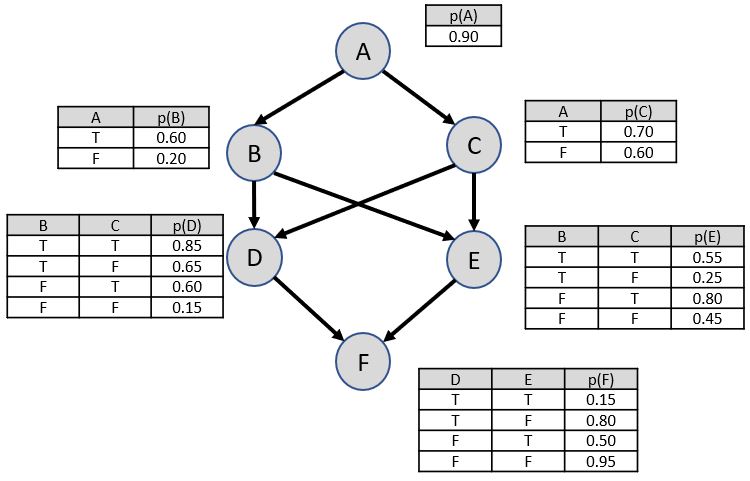 p(A)
0.90
A
A p(B)
T 0.60
F 0.20
B
C
A p(C)
T 0.70
F 0.60
B C p(D)
T T 0.85
T F 0.65
F T 0.60
F F 0.15
D
E
B C p(E)
T T 0.55
T F 0.25
F T 0.80
F F 0.45
F
D E p(F)
T T 0.15
T F 0.80
F T 0.50
F F 0.95